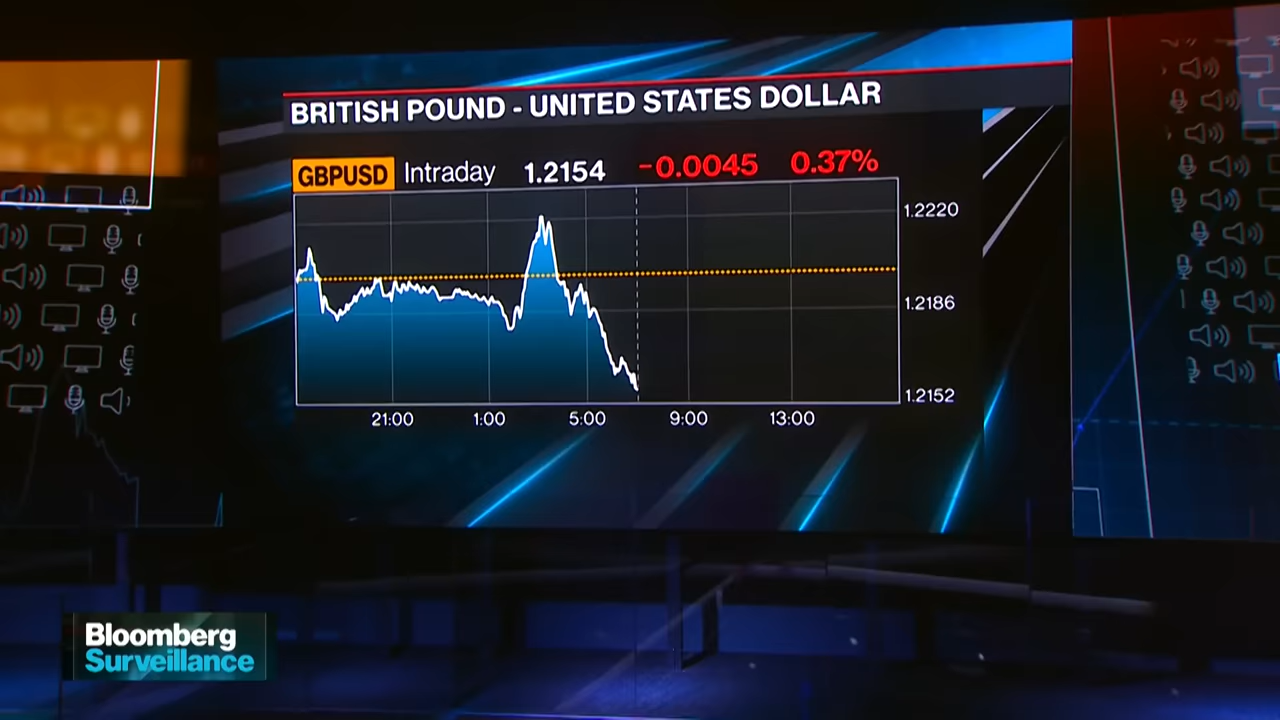 BRITISH POUND - UNITED STATES DOLLAR
GBPUSD Intraday 1.2154 -0.0045 0.37%
1.2220
1.2186
1.2152
21:00 1:00 5:00 9:00 13:00
Bloomberg
Surveillance